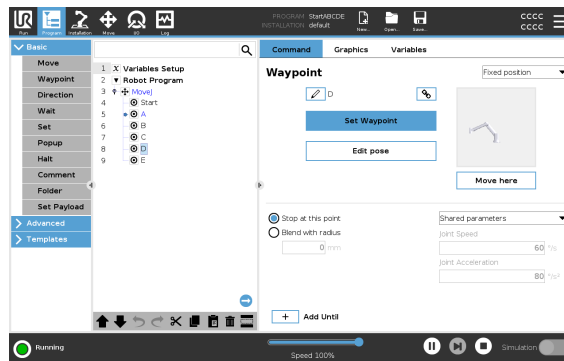 UR
PROGRAM StartABCDE
INSTALLATION default
CCCC
CCCC
Run Program Installation Move I/O Log New... Open... Save...
Basic
Move
Waypoint
Direction
Wait
Set
Popup
Halt
Comment
Folder
Set Payload
Advanced
Templates
1 X Variables Setup
2 Robot Program
3 MoveJ
4 Start
5 A
6 B
7 C
8 D
9 E
Command Graphics Variables
Waypoint
Fixed position
D
Set Waypoint
Edit pose
Move here
Stop at this point
Blend with radius
0 mm
Shared parameters
Joint Speed
60 °/s
Joint Acceleration
80 °/s²
+ Add Until
Running
Speed 100%
Simulation